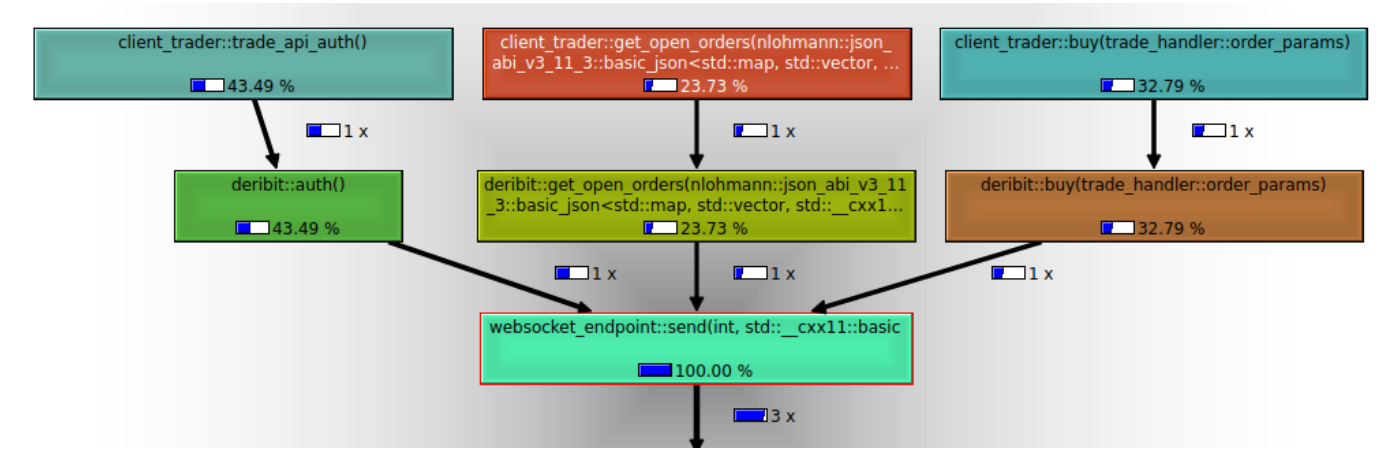 client_trader::trade_api_auth()
43.49 %
client_trader::get_open_orders(nlohmann::json_
abi_v3_11_3::basic_json<std::map, std::vector, ...
23.73 %
client_trader::buy(trade_handler::order_params)
32.79 %
1 x
1 x
1 x
deribit::auth()
43.49 %
deribit::get_open_orders(nlohmann::json_abi_v3_11
_3::basic_json<std::map, std::vector, std::__cxx1...
23.73 %
deribit::buy(trade_handler::order_params)
32.79 %
1 x
1 x
1 x
websocket_endpoint::send(int, std::__cxx11::basic
100.00 %
3 x